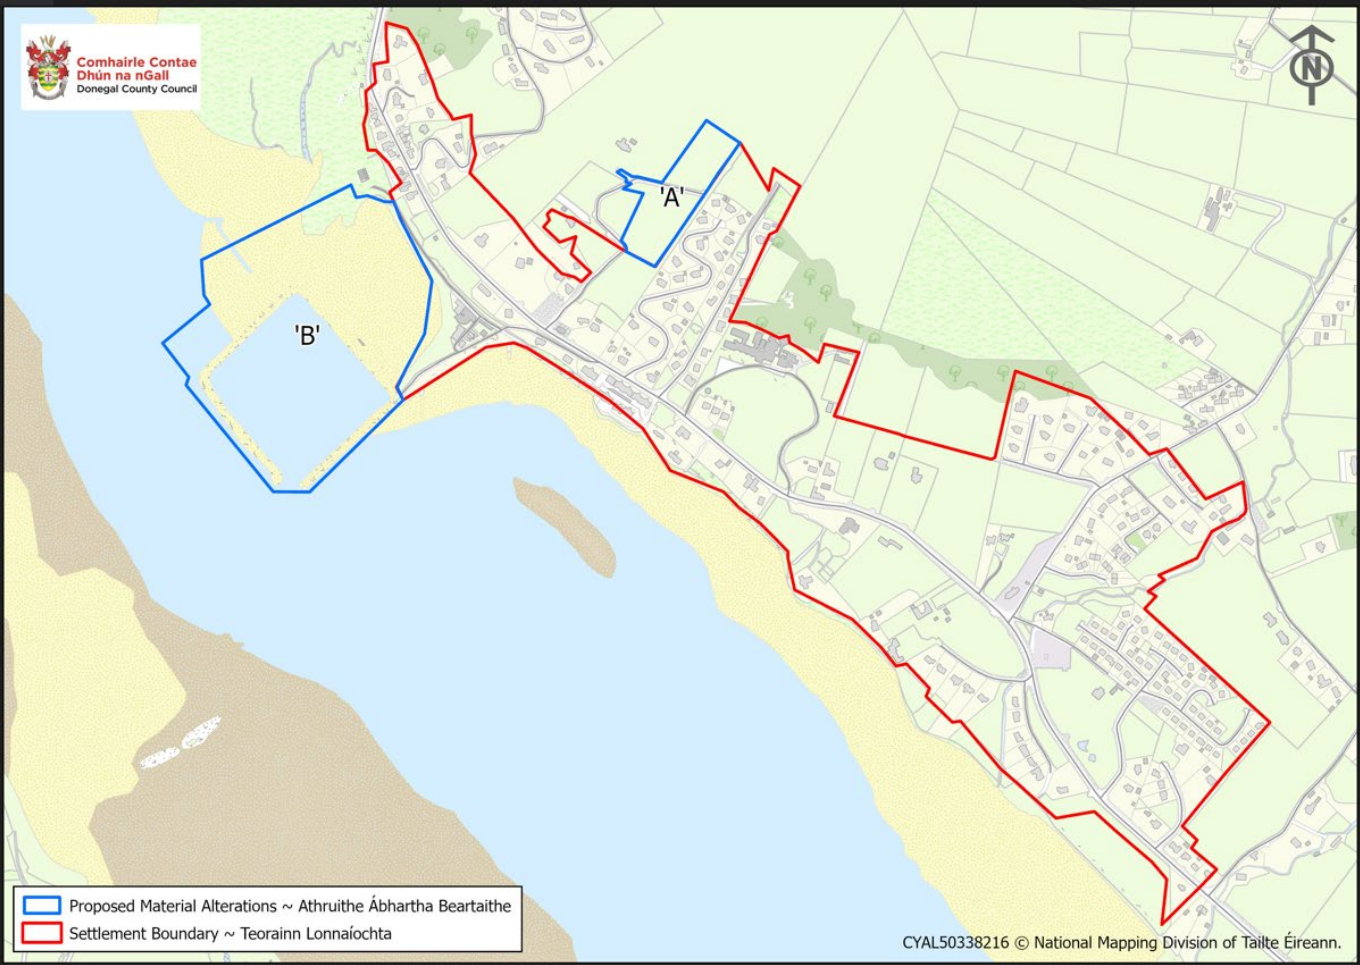 Comhairle Contae
Dhún na nGall
Donegal County Council
N
'A'
'B'
Proposed Material Alterations ~ Athruithe Ábhartha Beartaithe
Settlement Boundary ~ Teorainn Lonnaíochta
CYAL50338216 © National Mapping Division of Tailte Éireann.